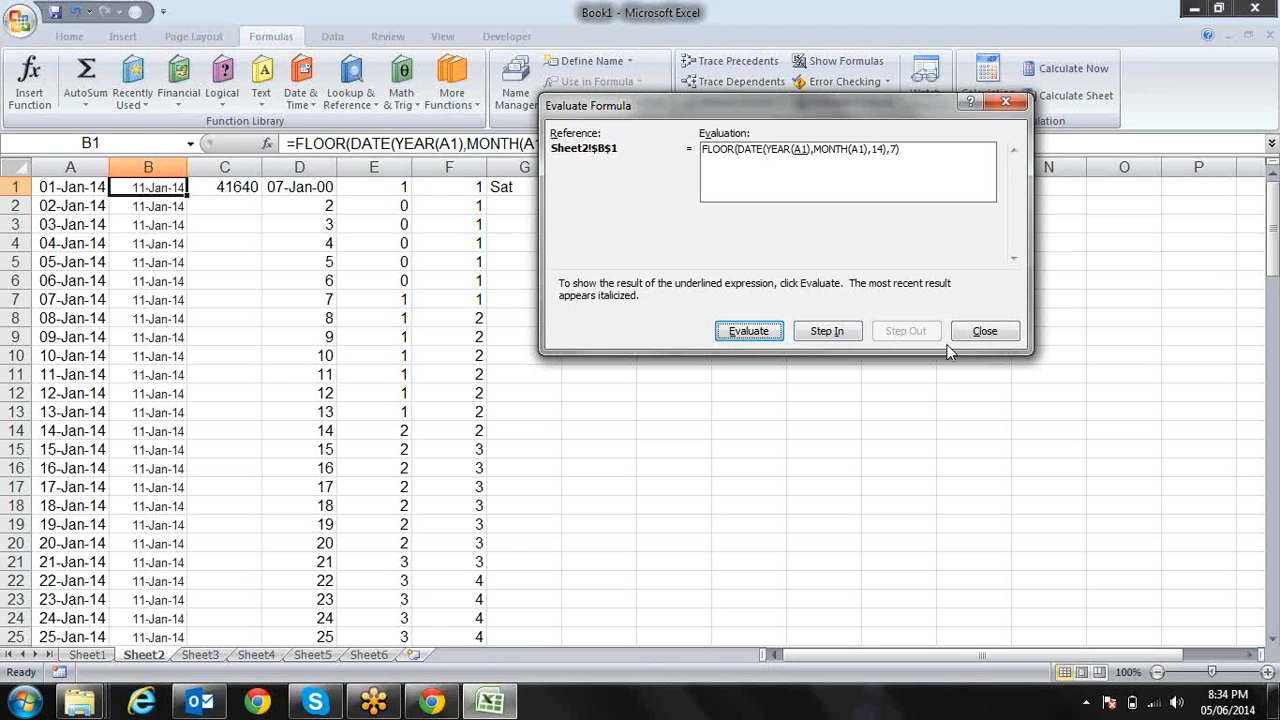 Book1 - Microsoft Excel
Home Insert Page Layout Formulas Data Review View Developer
Insert Function
AutoSum
Recently Used
Financial
Logical
Text
Date & Time
Lookup & Reference
Math & Trig
More Functions
Function Library
Name Manager
Define Name
Use in Formula
Trace Precedents
Trace Dependents
Show Formulas
Error Checking
Calculation Options
Calculate Now
Calculate Sheet
B1 fx =FLOOR(DATE(YEAR(A1),MONTH(A1
A B C D E F G N O P
1 01-Jan-14 11-Jan-14 41640 07-Jan-00 1 1 Sat
2 02-Jan-14 11-Jan-14 2 0 1
3 03-Jan-14 11-Jan-14 3 0 1
4 04-Jan-14 11-Jan-14 4 0 1
5 05-Jan-14 11-Jan-14 5 0 1
6 06-Jan-14 11-Jan-14 6 0 1
7 07-Jan-14 11-Jan-14 7 1 1
8 08-Jan-14 11-Jan-14 8 1 2
9 09-Jan-14 11-Jan-14 9 1 2
10 10-Jan-14 11-Jan-14 10 1 2
11 11-Jan-14 11-Jan-14 11 1 2
12 12-Jan-14 11-Jan-14 12 1 2
13 13-Jan-14 11-Jan-14 13 1 2
14 14-Jan-14 11-Jan-14 14 2 2
15 15-Jan-14 11-Jan-14 15 2 3
16 16-Jan-14 11-Jan-14 16 2 3
17 17-Jan-14 11-Jan-14 17 2 3
18 18-Jan-14 11-Jan-14 18 2 3
19 19-Jan-14 11-Jan-14 19 2 3
20 20-Jan-14 11-Jan-14 20 2 3
21 21-Jan-14 11-Jan-14 21 3 3
22 22-Jan-14 11-Jan-14 22 3 4
23 23-Jan-14 11-Jan-14 23 3 4
24 24-Jan-14 11-Jan-14 24 3 4
25 25-Jan-14 11-Jan-14 25 3 4
Evaluate Formula
Reference: Evaluation:
Sheet2!$B$1 = FLOOR(DATE(YEAR(A1),MONTH(A1),14),7)
To show the result of the underlined expression, click Evaluate. The most recent result
appears italicized.
Evaluate Step In Step Out Close
Sheet1 Sheet2 Sheet3 Sheet4 Sheet5 Sheet6
Ready 100%
8:34 PM
05/06/2014